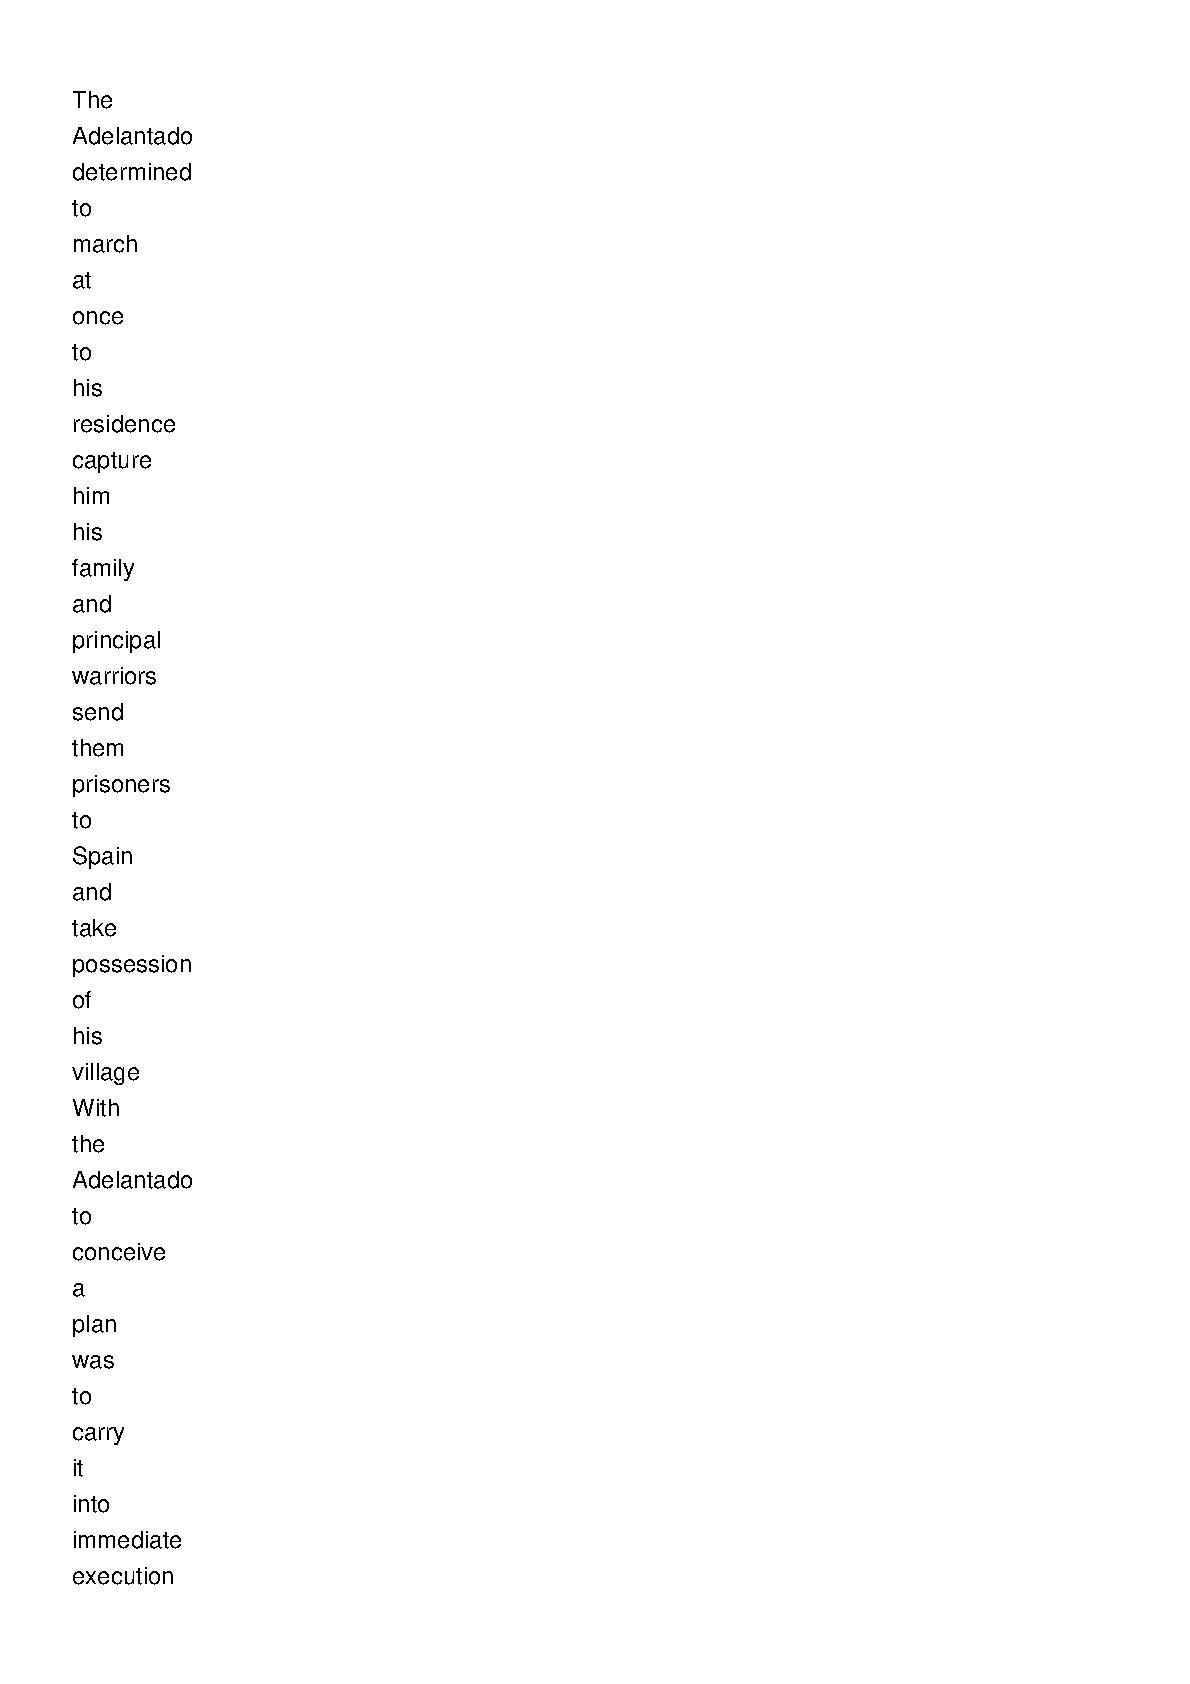 The
Adelantado
determined
to
march
at
once
to
his
residence
capture
him
his
family
and
principal
warriors
send
them
prisoners
to
Spain
and
take
possession
of
his
village
With
the
Adelantado
to
conceive
a
plan
was
to
carry
it
into
immediate
execution